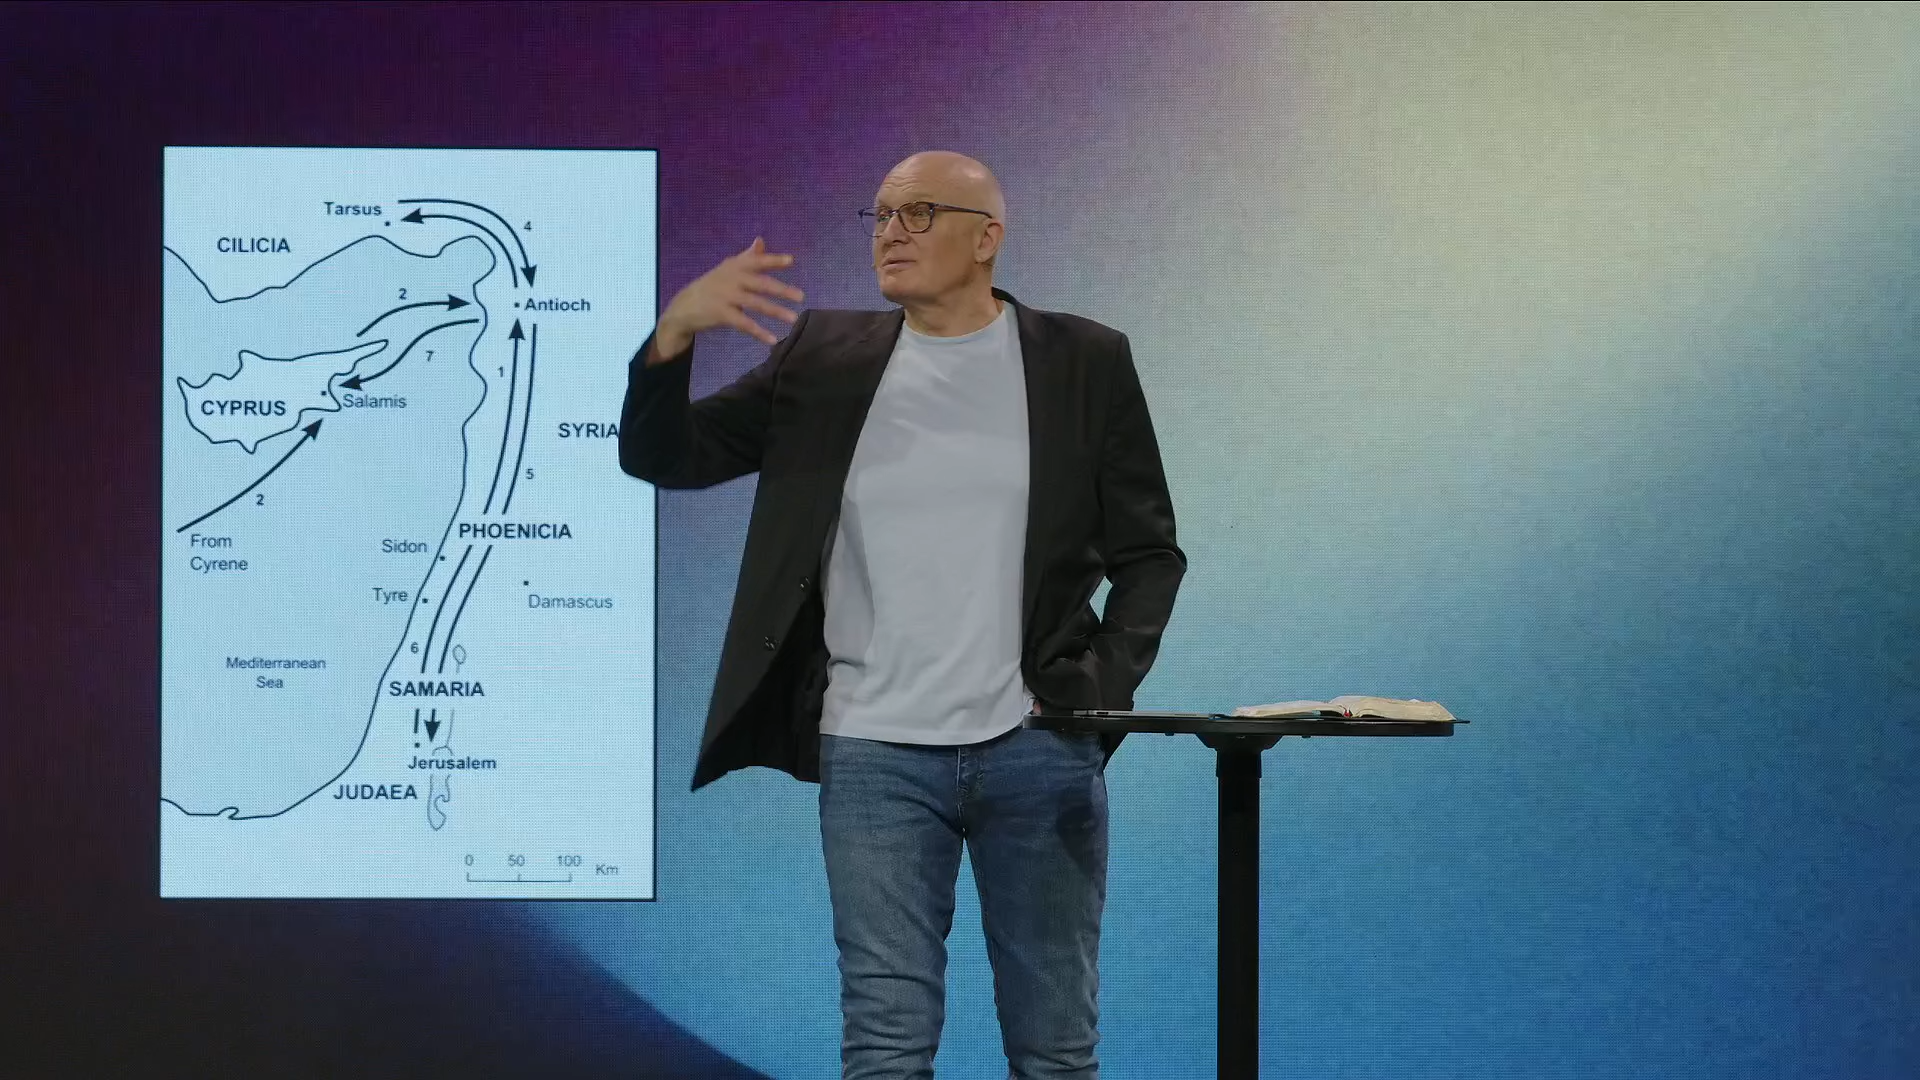 Tarsus
4
CILICIA
2
Antioch
7
1
CYPRUS
Salamis
SYRIA
5
2
PHOENICIA
From
Cyrene
Sidon
Tyre
Damascus
6
Mediterranean
Sea
SAMARIA
Jerusalem
JUDAEA
0 50 100 Km